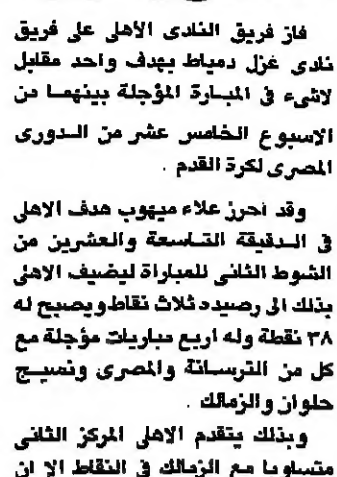 فاز فريق النادى الأهلى على فريق
نادى غزل دمياط بهدف واحد مقابل
لاشىء فى المباراة المؤجلة بينهما من
الاسبوع الخامس عشر من الدورى
المصرى لكرة القدم .
وقد أحرز علاء ميهوب هدف الاهلى
فى الدقيقة التاسعة والعشرين من
الشوط الثانى للمباراة ليضيف الاهلى
بذلك الى رصيده ثلاث نقاط ويصبح له
٣٨ نقطة وله اربع مباريات مؤجلة مع
كل من الترسانة والمصرى ونسيج
حلوان والزمالك .
وبذلك يتقدم الاهلى المركز الثانى
متساويا مع الزمالك فى النقاط الا ان